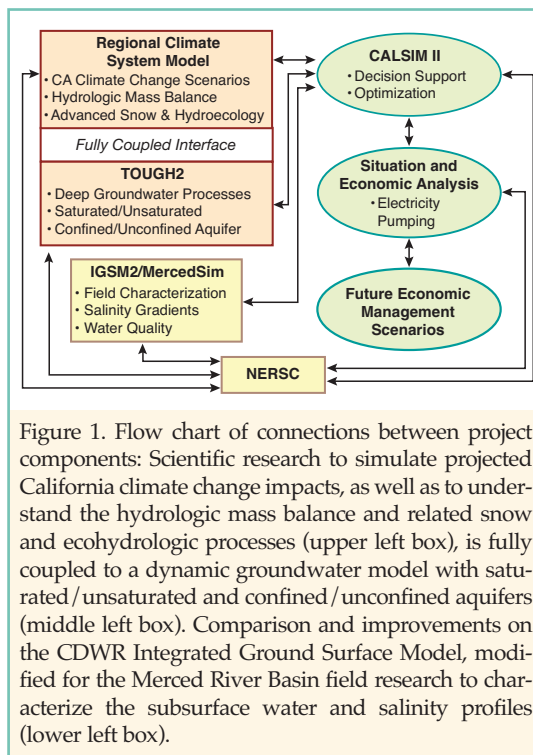 Regional Climate
System Model
• CA Climate Change Scenarios
• Hydrologic Mass Balance
• Advanced Snow & Hydroecology
Fully Coupled Interface
TOUGH2
• Deep Groundwater Processes
• Saturated/Unsaturated
• Confined/Unconfined Aquifer
IGSM2/MercedSim
• Field Characterization
• Salinity Gradients
• Water Quality
CALSIM II
• Decision Support
• Optimization
Situation and
Economic Analysis
• Electricity
Pumping
Future Economic
Management
Scenarios
NERSC
Figure 1. Flow chart of connections between project
components: Scientific research to simulate projected
California climate change impacts, as well as to under-
stand the hydrologic mass balance and related snow
and ecohydrologic processes (upper left box), is fully
coupled to a dynamic groundwater model with satu-
rated/unsaturated and confined/unconfined aquifers
(middle left box). Comparison and improvements on
the CDWR Integrated Ground Surface Model, modi-
fied for the Merced River Basin field research to char-
acterize the subsurface water and salinity profiles
(lower left box).